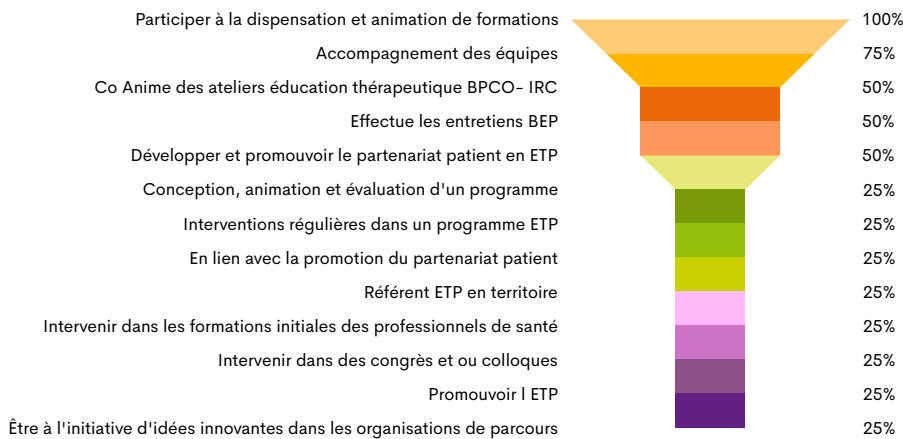 Participer à la dispensation et animation de formations 100%
Accompagnement des équipes 75%
Co Anime des ateliers éducation thérapeutique BPCO- IRC 50%
Effectue les entretiens BEP 50%
Développer et promouvoir le partenariat patient en ETP 50%
Conception, animation et évaluation d'un programme 25%
Interventions régulières dans un programme ETP 25%
En lien avec la promotion du partenariat patient 25%
Référent ETP en territoire 25%
Intervenir dans les formations initiales des professionnels de santé 25%
Intervenir dans des congrès et ou colloques 25%
Promouvoir l ETP 25%
Être à l'initiative d'idées innovantes dans les organisations de parcours 25%